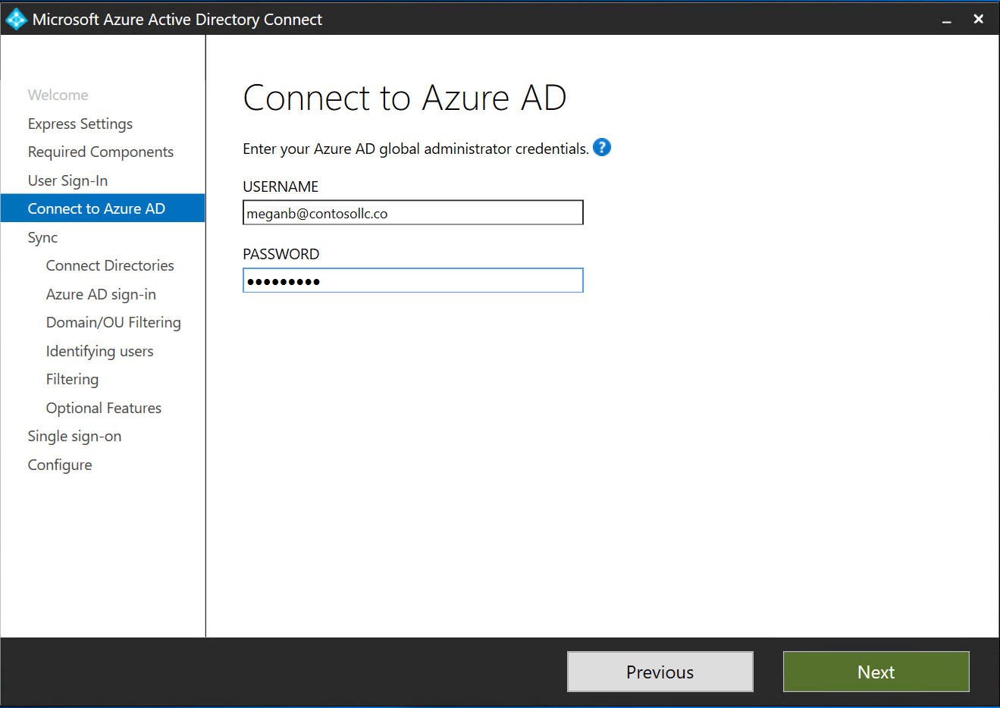 Microsoft Azure Active Directory Connect
Welcome
Express Settings
Required Components
User Sign-In
Connect to Azure AD
Sync
Connect Directories
Azure AD sign-in
Domain/OU Filtering
Identifying users
Filtering
Optional Features
Single sign-on
Configure
Connect to Azure AD
Enter your Azure AD global administrator credentials. ?
USERNAME
meganb@contosollc.co
PASSWORD
●●●●●●●●●
Previous
Next